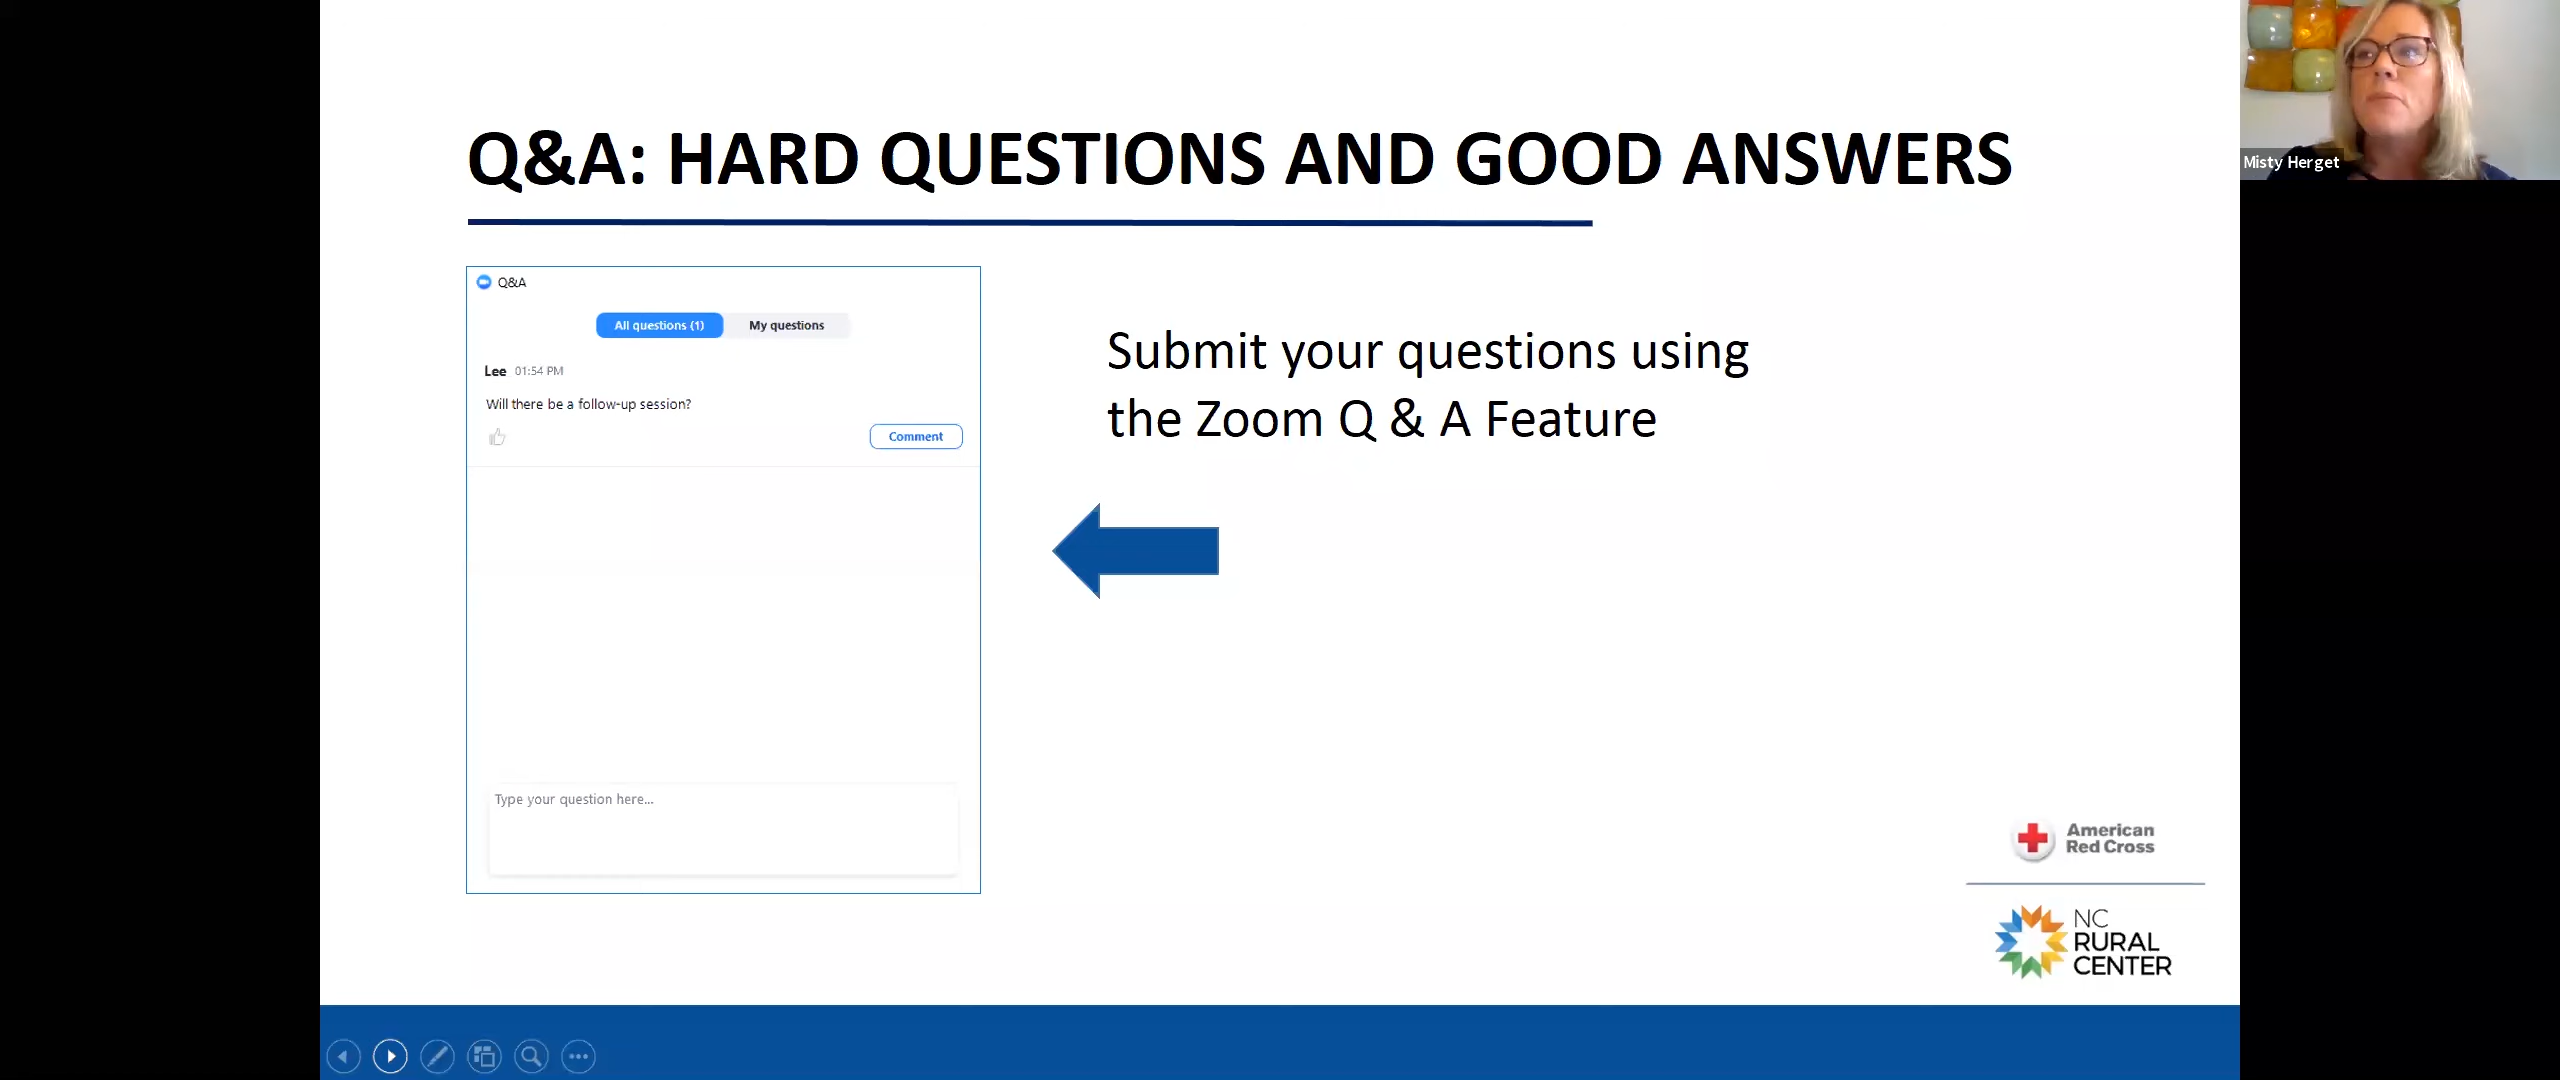 Q&A: HARD QUESTIONS AND GOOD ANSWERS
Misty Herget
Q&A
All questions (1)
My questions
Lee 01:54 PM
Will there be a follow-up session?
Comment
Type your question here...
Submit your questions using
the Zoom Q & A Feature
American
Red Cross
NC
RURAL
CENTER